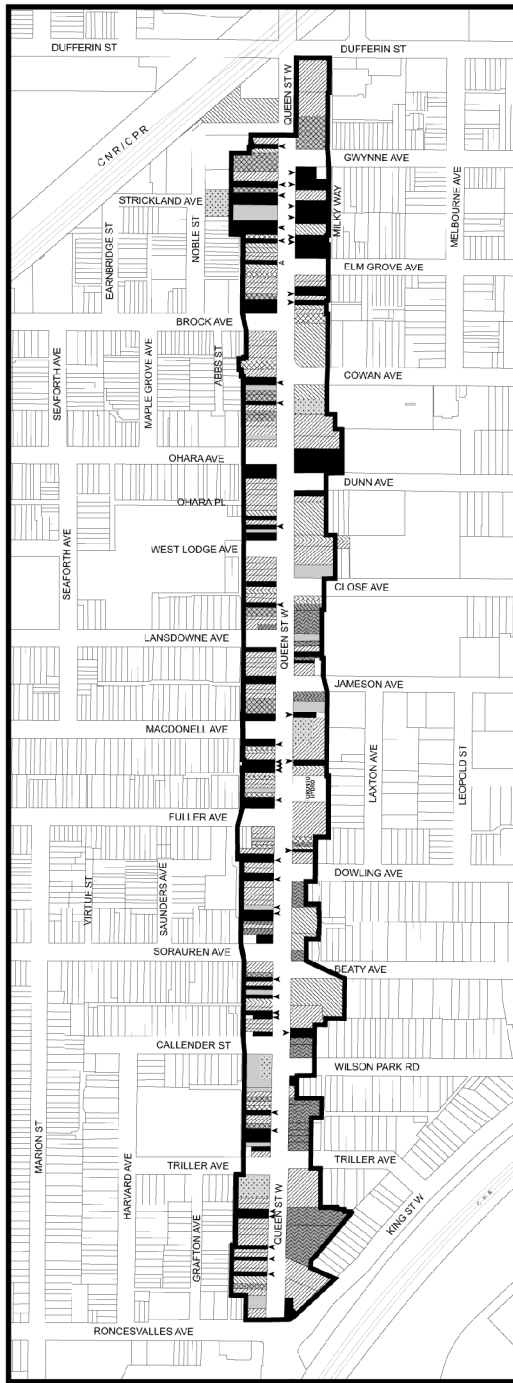 DUFFERIN ST
DUFFERIN ST
QUEEN ST W
CNR/CPR
GWYNNE AVE
STRICKLAND AVE
MILKY WAY
MELBOURNE AVE
NOBLE ST
EARNBRIDGE ST
ELM GROVE AVE
BROCK AVE
ABBS ST
MAPLE GROVE AVE
SEAFORTH AVE
COWAN AVE
OHARA AVE
DUNN AVE
OHARA PL
WEST LODGE AVE
SEAFORTH AVE
CLOSE AVE
QUEEN ST W
LANSDOWNE AVE
JAMESON AVE
MACDONELL AVE
LAXTON AVE
LEOPOLD ST
FULLER AVE
DOWLING AVE
VIRTUE ST
SAUNDERS AVE
SORAUREN AVE
BEATY AVE
CALLENDER ST
WILSON PARK RD
MARION ST
HARVARD AVE
TRILLER AVE
TRILLER AVE
QUEEN ST W
GRAFTON AVE
KING ST W
CNR
RONCESVALLES AVE